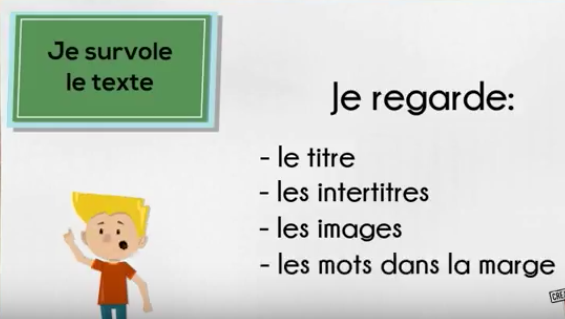 Je survole
le texte
Je regarde:
- le titre
- les intertitres
- les images
- les mots dans la marge